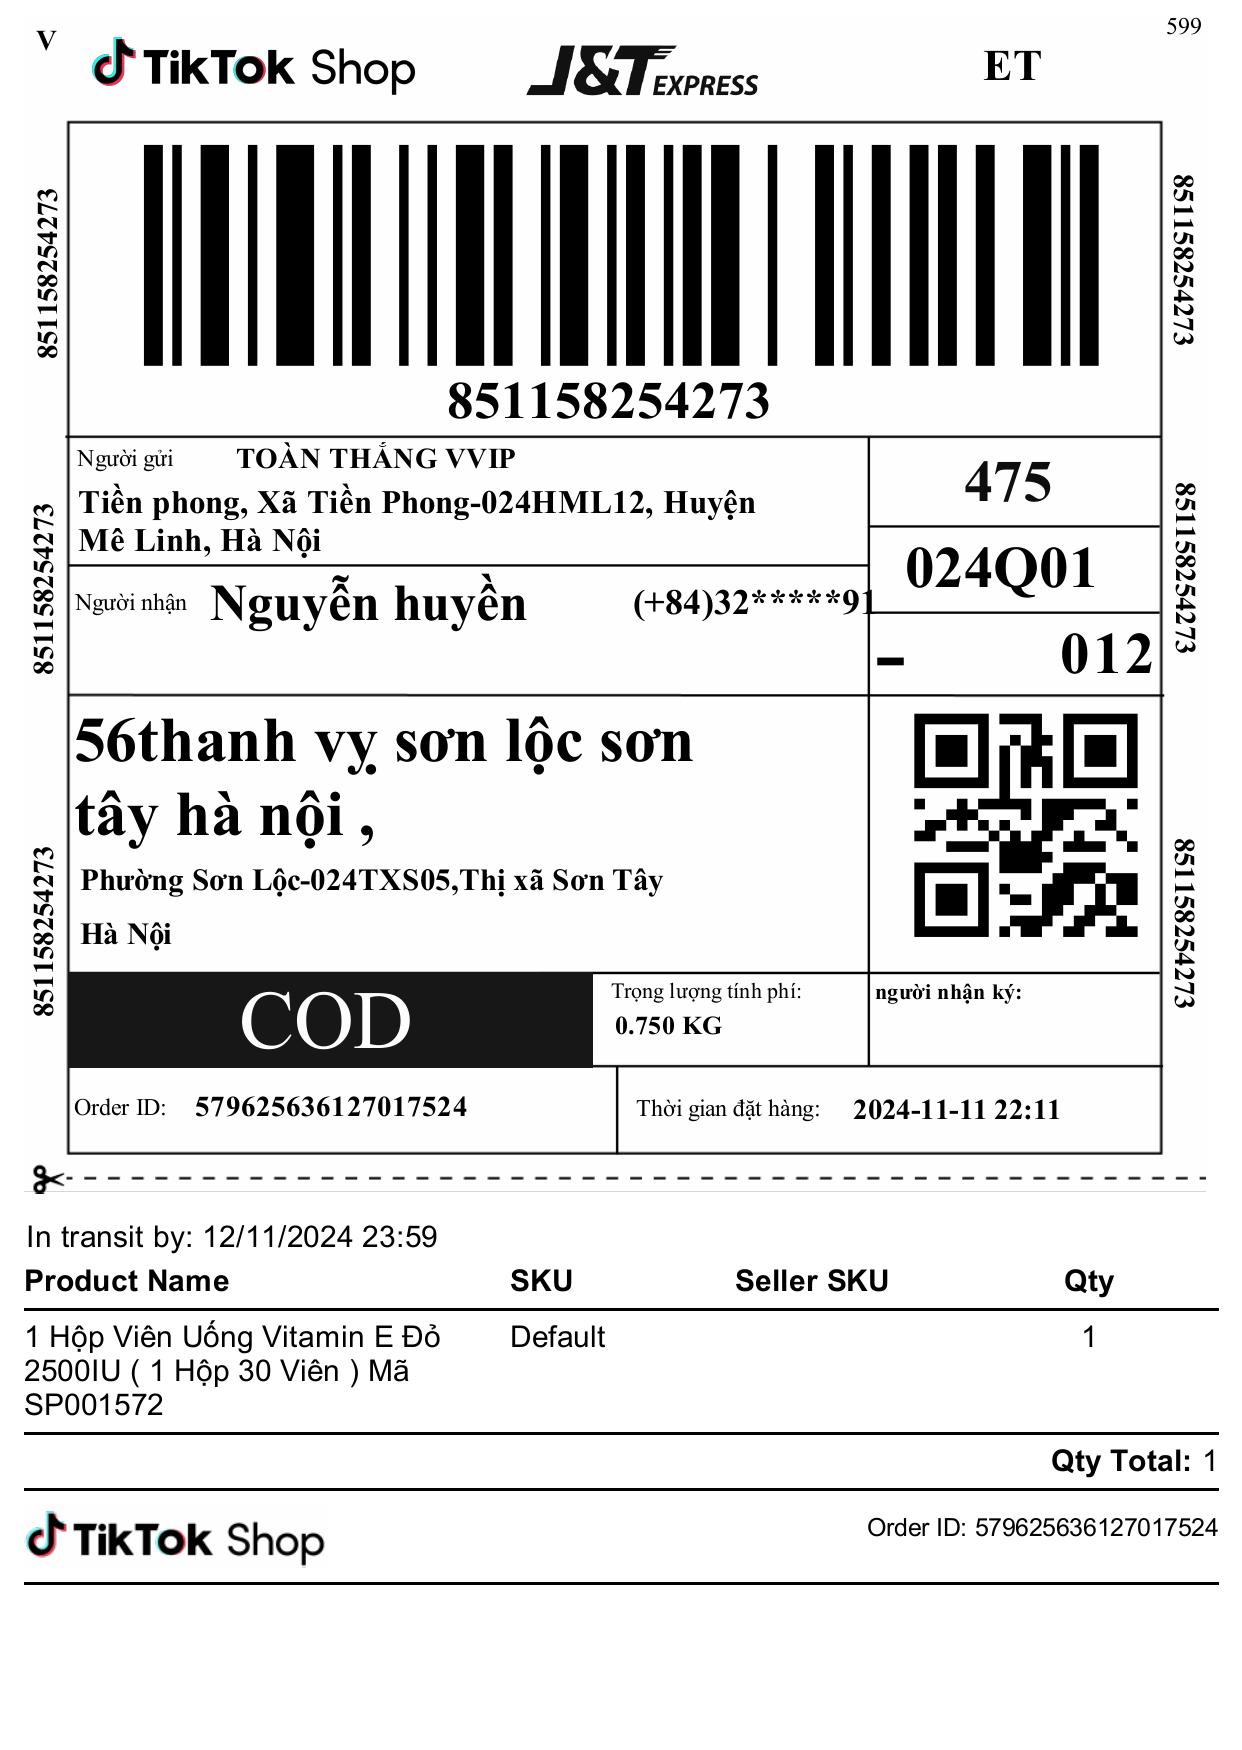 599
V
TikTok Shop
J&T EXPRESS
ET
851158254273
851158254273
851158254273
Người gửi TOÀN THẮNG VVIP
Tiền phong, Xã Tiền Phong-024HML12, Huyện
Mê Linh, Hà Nội
475
024Q01
851158254273
851158254273
Người nhận Nguyễn huyền (+84)32*****91
- 012
56thanh vỵ sơn lộc sơn
tây hà nội ,
Phường Sơn Lộc-024TXS05,Thị xã Sơn Tây
Hà Nội
851158254273
851158254273
COD
Trọng lượng tính phí:
0.750 KG
người nhận ký:
Order ID: 579625636127017524
Thời gian đặt hàng: 2024-11-11 22:11
In transit by: 12/11/2024 23:59
Product Name SKU Seller SKU Qty
1 Hộp Viên Uống Vitamin E Đỏ Default 1
2500IU ( 1 Hộp 30 Viên ) Mã
SP001572
Qty Total: 1
TikTok Shop
Order ID: 579625636127017524